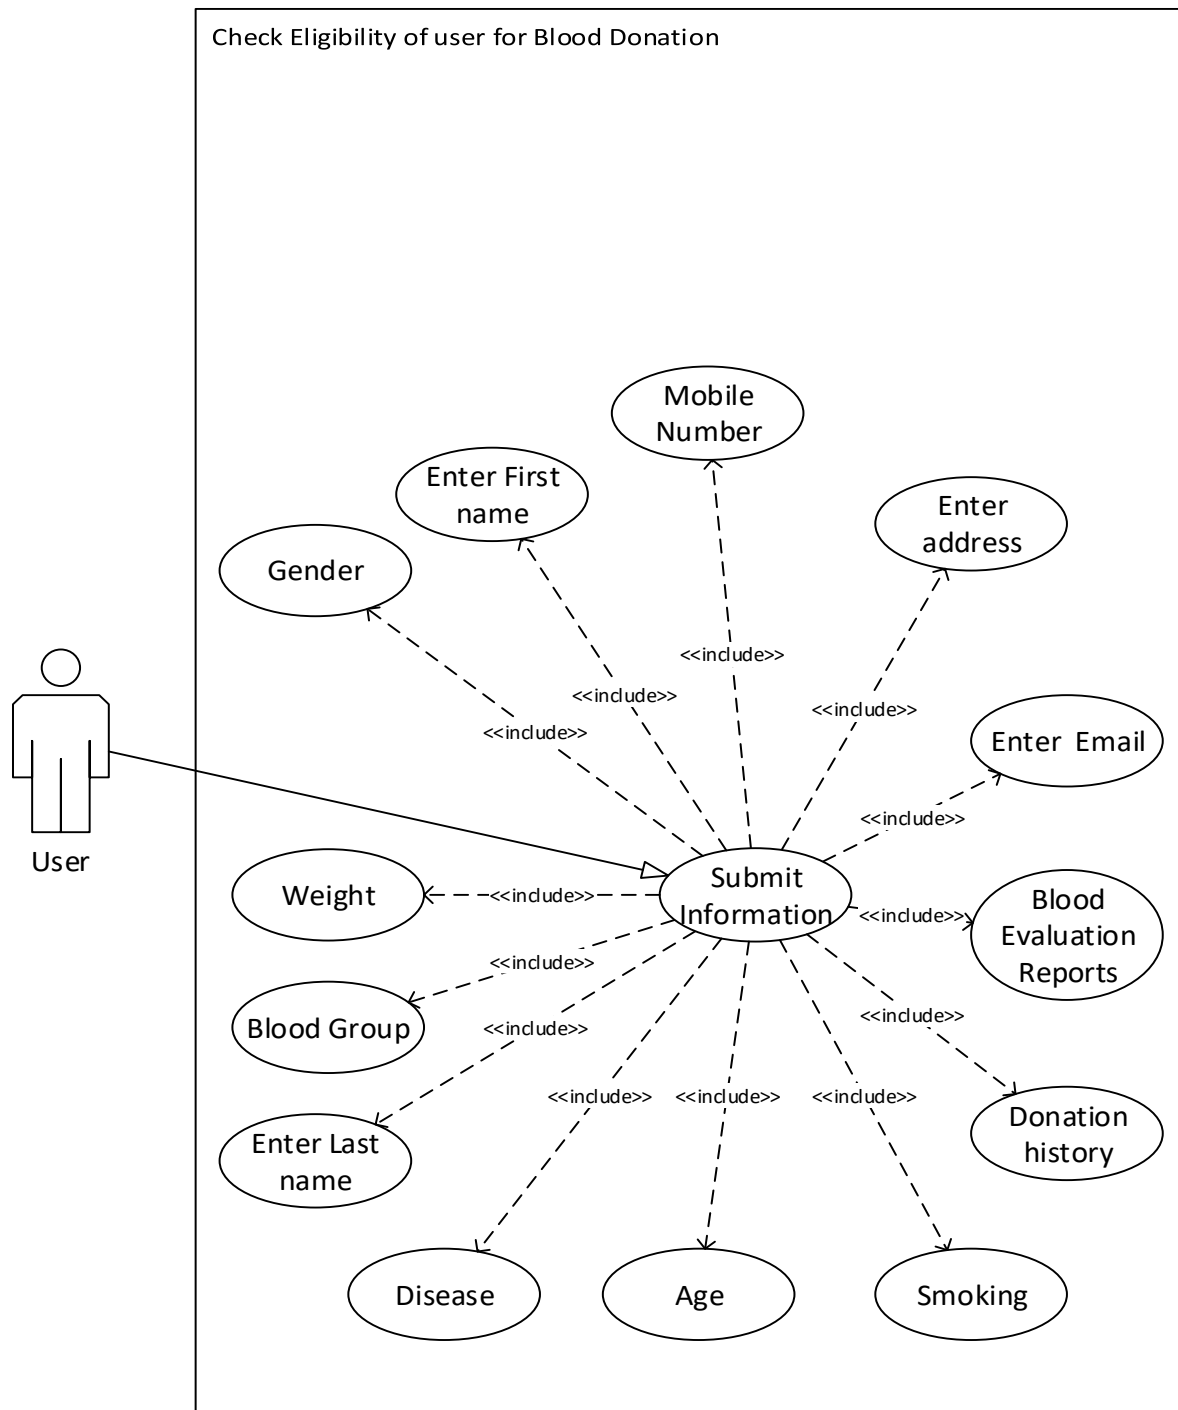 Check Eligibility of user for Blood Donation
Mobile
Number
Enter First
name
Enter
address
Gender
<<include>>
<<include>>
<<include>>
<<include>>
Enter  Email
<<include>>
User
Weight
<<include>>
Submit
Information
<<include>>
Blood
Evaluation
Reports
<<include>>
Blood Group
<<include>>
<<include>>
Enter Last
name
<<include>>
<<include>>
<<include>>
Donation
history
Disease
Age
Smoking